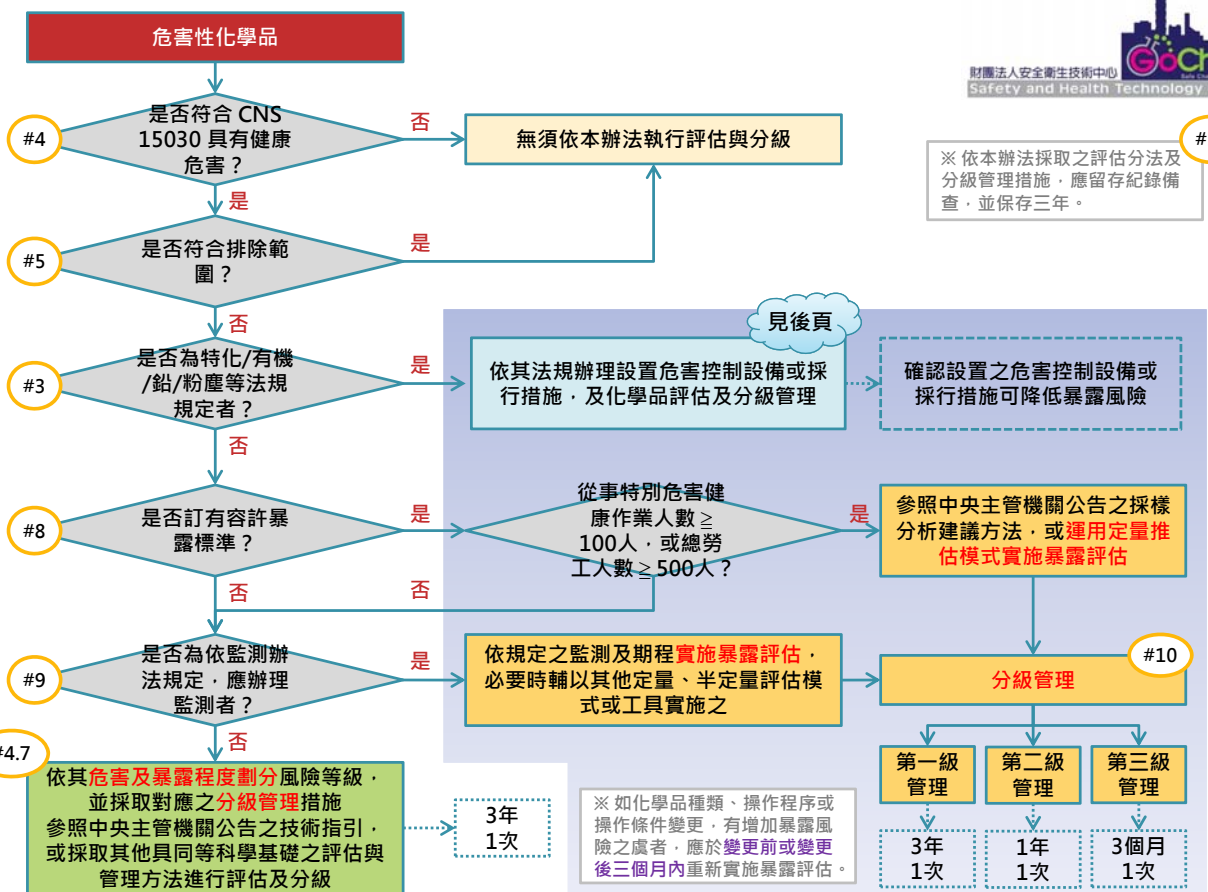 危害性化學品
財團法人安全衛生技術中心
Safety and Health Technology
#4
是否符合 CNS
15030 具有健康
危害？
否
無須依本辦法執行評估與分級
※ 依本辦法採取之評估分法及
分級管理措施，應留存紀錄備
查，並保存三年。
是
#5
是否符合排除範
圍？
是
否
見後頁
#3
是否為特化/有機
/鉛/粉塵等法規
規定者？
是
依其法規辦理設置危害控制設備或採
行措施，及化學品評估及分級管理
確認設置之危害控制設備或
採行措施可降低暴露風險
否
#8
是否訂有容許暴
露標準？
是
從事特別危害健
康作業人數≧
100人，或總勞
工人數≧500人？
是
參照中央主管機關公告之採樣
分析建議方法，或運用定量推
估模式實施暴露評估
否
否
#9
是否為依監測辦
法規定，應辦理
監測者？
是
依規定之監測及期程實施暴露評估，
必要時輔以其他定量、半定量評估模
式或工具實施之
#10
分級管理
否
#4.7
依其危害及暴露程度劃分風險等級，
並採取對應之分級管理措施
參照中央主管機關公告之技術指引，
或採取其他具同等科學基礎之評估與
管理方法進行評估及分級
3年
1次
※ 如化學品種類、操作程序或
操作條件變更，有增加暴露風
險之虞者，應於變更前或變更
後三個月內重新實施暴露評估。
第一級
管理
第二級
管理
第三級
管理
3年
1次
1年
1次
3個月
1次